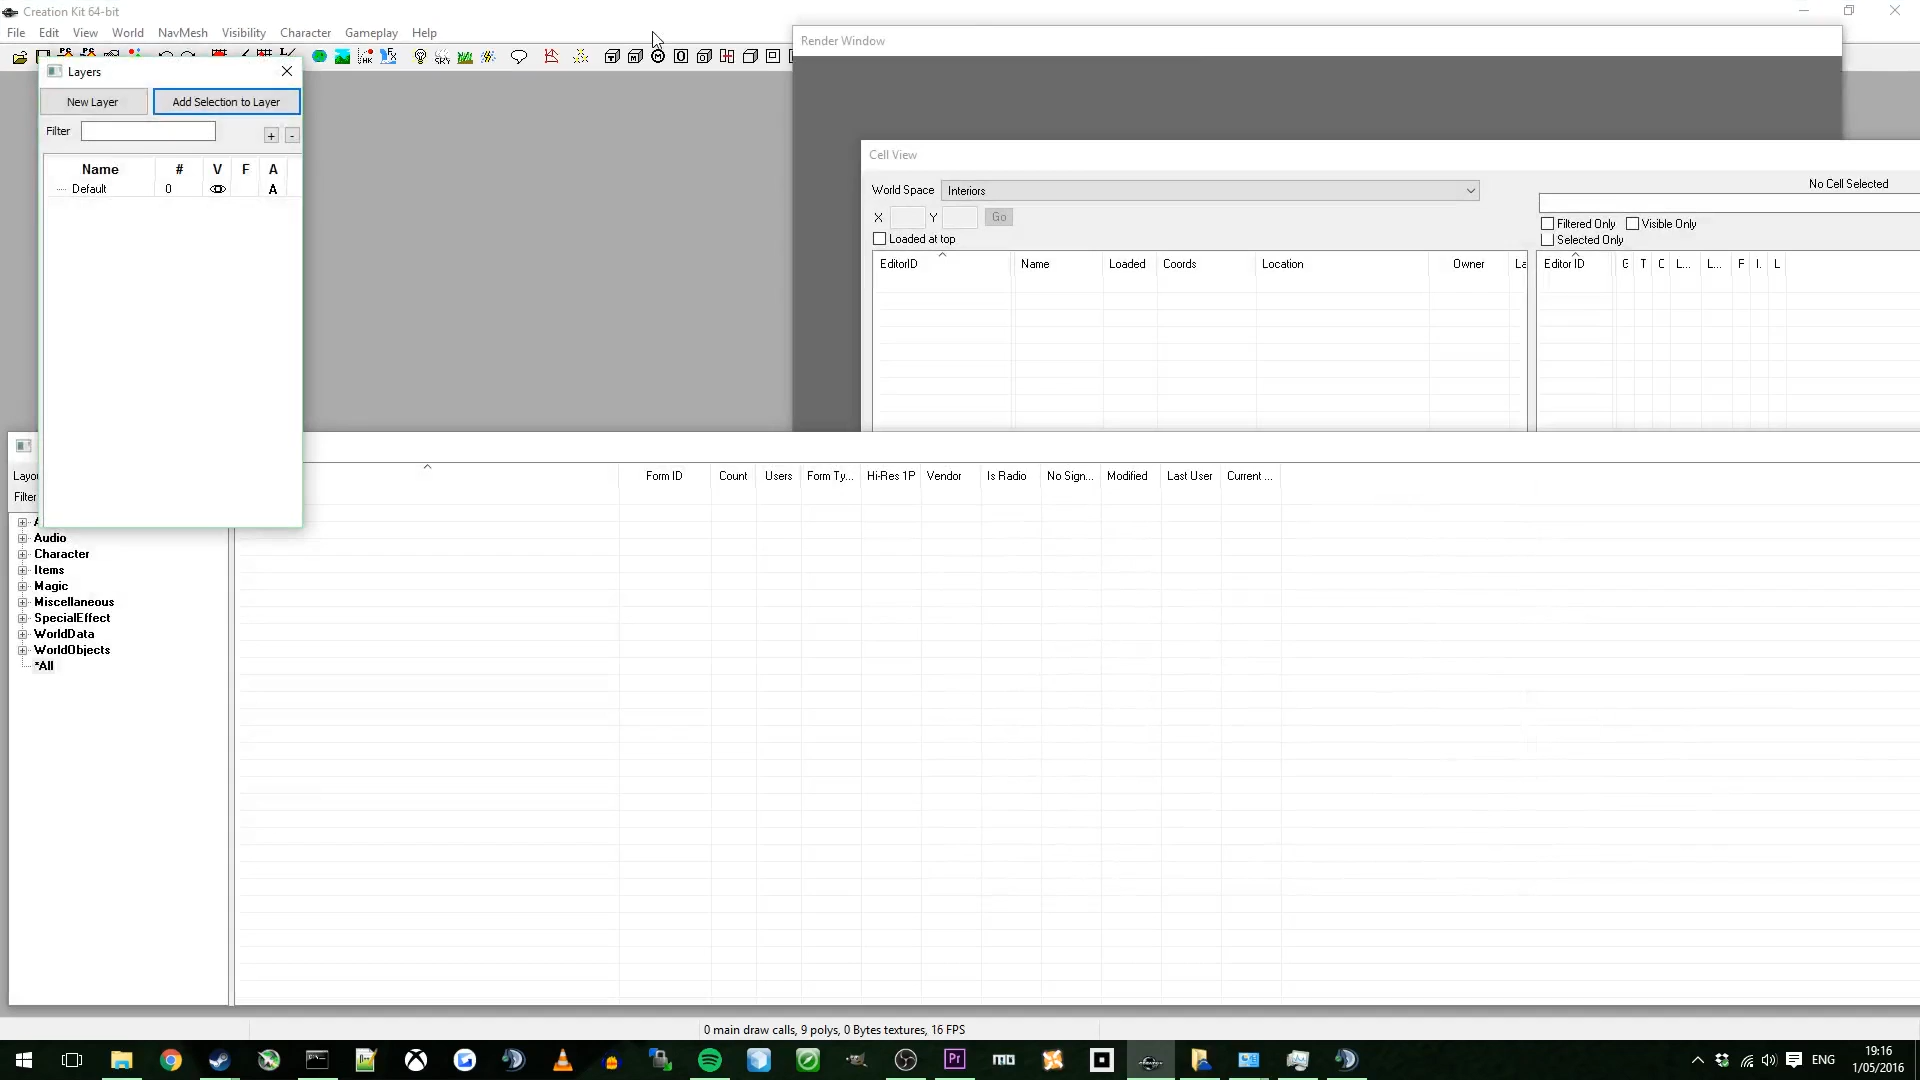 Creation Kit 64-bit
File Edit View World NavMesh Visibility Character Gameplay Help
Render Window
Layers
New Layer Add Selection to Layer
Filter
+ -
Name # V F A
Default 0 A
Cell View
World Space Interiors
No Cell Selected
X Y Go
Filtered Only Visible Only
Loaded at top
Selected Only
EditorID Name Loaded Coords Location Owner La
Editor ID G T C L... L... F I. L
Layou
Form ID Count Users Form Ty... Hi-Res 1P Vendor Is Radio No Sign... Modified Last User Current ...
Filter
Audio
Character
Items
Magic
Miscellaneous
SpecialEffect
WorldData
WorldObjects
*All
0 main draw calls, 9 polys, 0 Bytes textures, 16 FPS
Pr
MO
ENG
19:16
1/05/2016